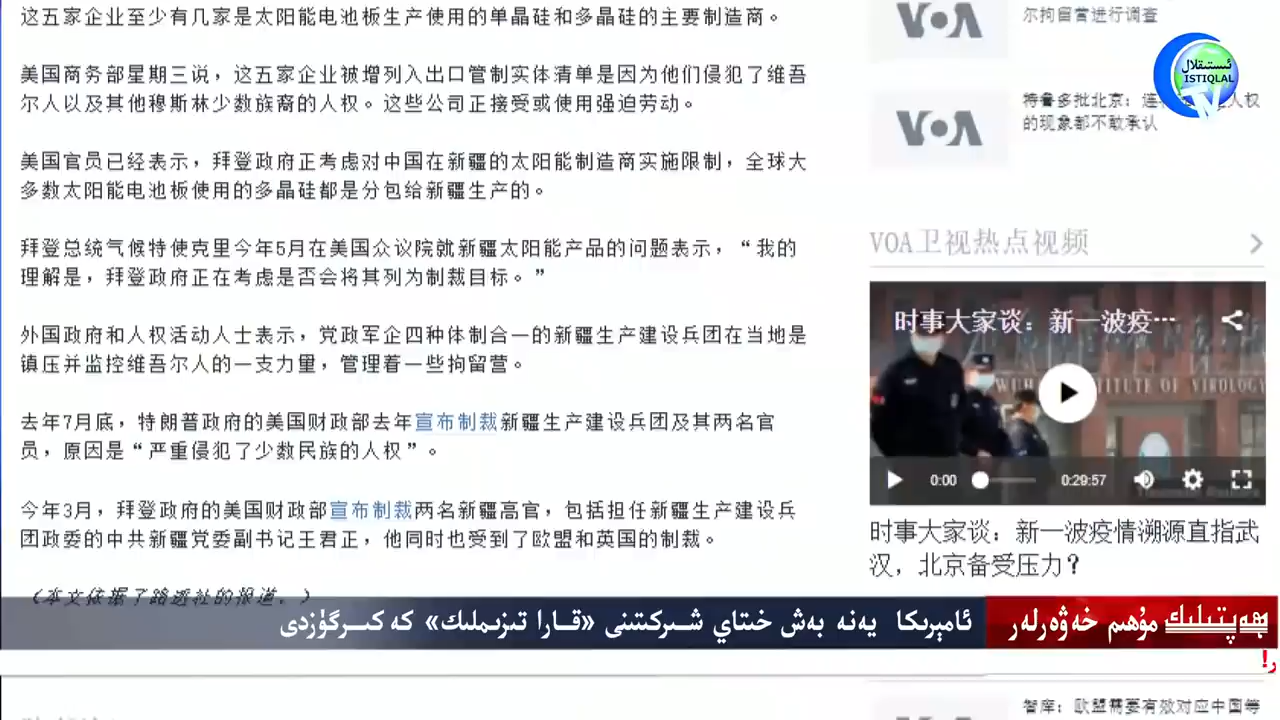 这五家企业至少有几家是太阳能电池板生产使用的单晶硅和多晶硅的主要制造商。
美国商务部星期三说，这五家企业被增列入出口管制实体清单是因为他们侵犯了维吾
尔人以及其他穆斯林少数族裔的人权。这些公司正接受或使用强迫劳动。
美国官员已经表示，拜登政府正考虑对中国在新疆的太阳能制造商实施限制，全球大
多数太阳能电池板使用的多晶硅都是分包给新疆生产的。
拜登总统气候特使克里今年5月在美国众议院就新疆太阳能产品的问题表示，“我的
理解是，拜登政府正在考虑是否会将其列为制裁目标。”
外国政府和人权活动人士表示，党政军企四种体制合一的新疆生产建设兵团在当地是
镇压并监控维吾尔人的一支力量，管理着一些拘留营。
去年7月底，特朗普政府的美国财政部去年宣布制裁新疆生产建设兵团及其两名官
员，原因是“严重侵犯了少数民族的人权”。
今年3月，拜登政府的美国财政部宣布制裁两名新疆高官，包括担任新疆生产建设兵
团政委的中共新疆党委副书记王君正，他同时也受到了欧盟和英国的制裁。
（本文依据了路透社的报道。）
VOA
尔拘留营进行调查
VOA
特鲁多批北京：连 人权
的现象都不敢承认
ئىستىقلال
ISTIQLAL
TV
VOA卫视热点视频
时事大家谈：新一波疫…
WUH ITITUTE OF VIROLOGY
0:00
0:29:57
时事大家谈：新一波疫情溯源直指武
汉，北京备受压力？
ھەپتىلىك مۇھىم خەۋەرلەر
ئامېرىكا يەنە بەش خىتاي شىركىتىنى «قارا تىزىملىك» كە كىرگۈزدى
ر!
智库：欧盟需要有效对应中国等